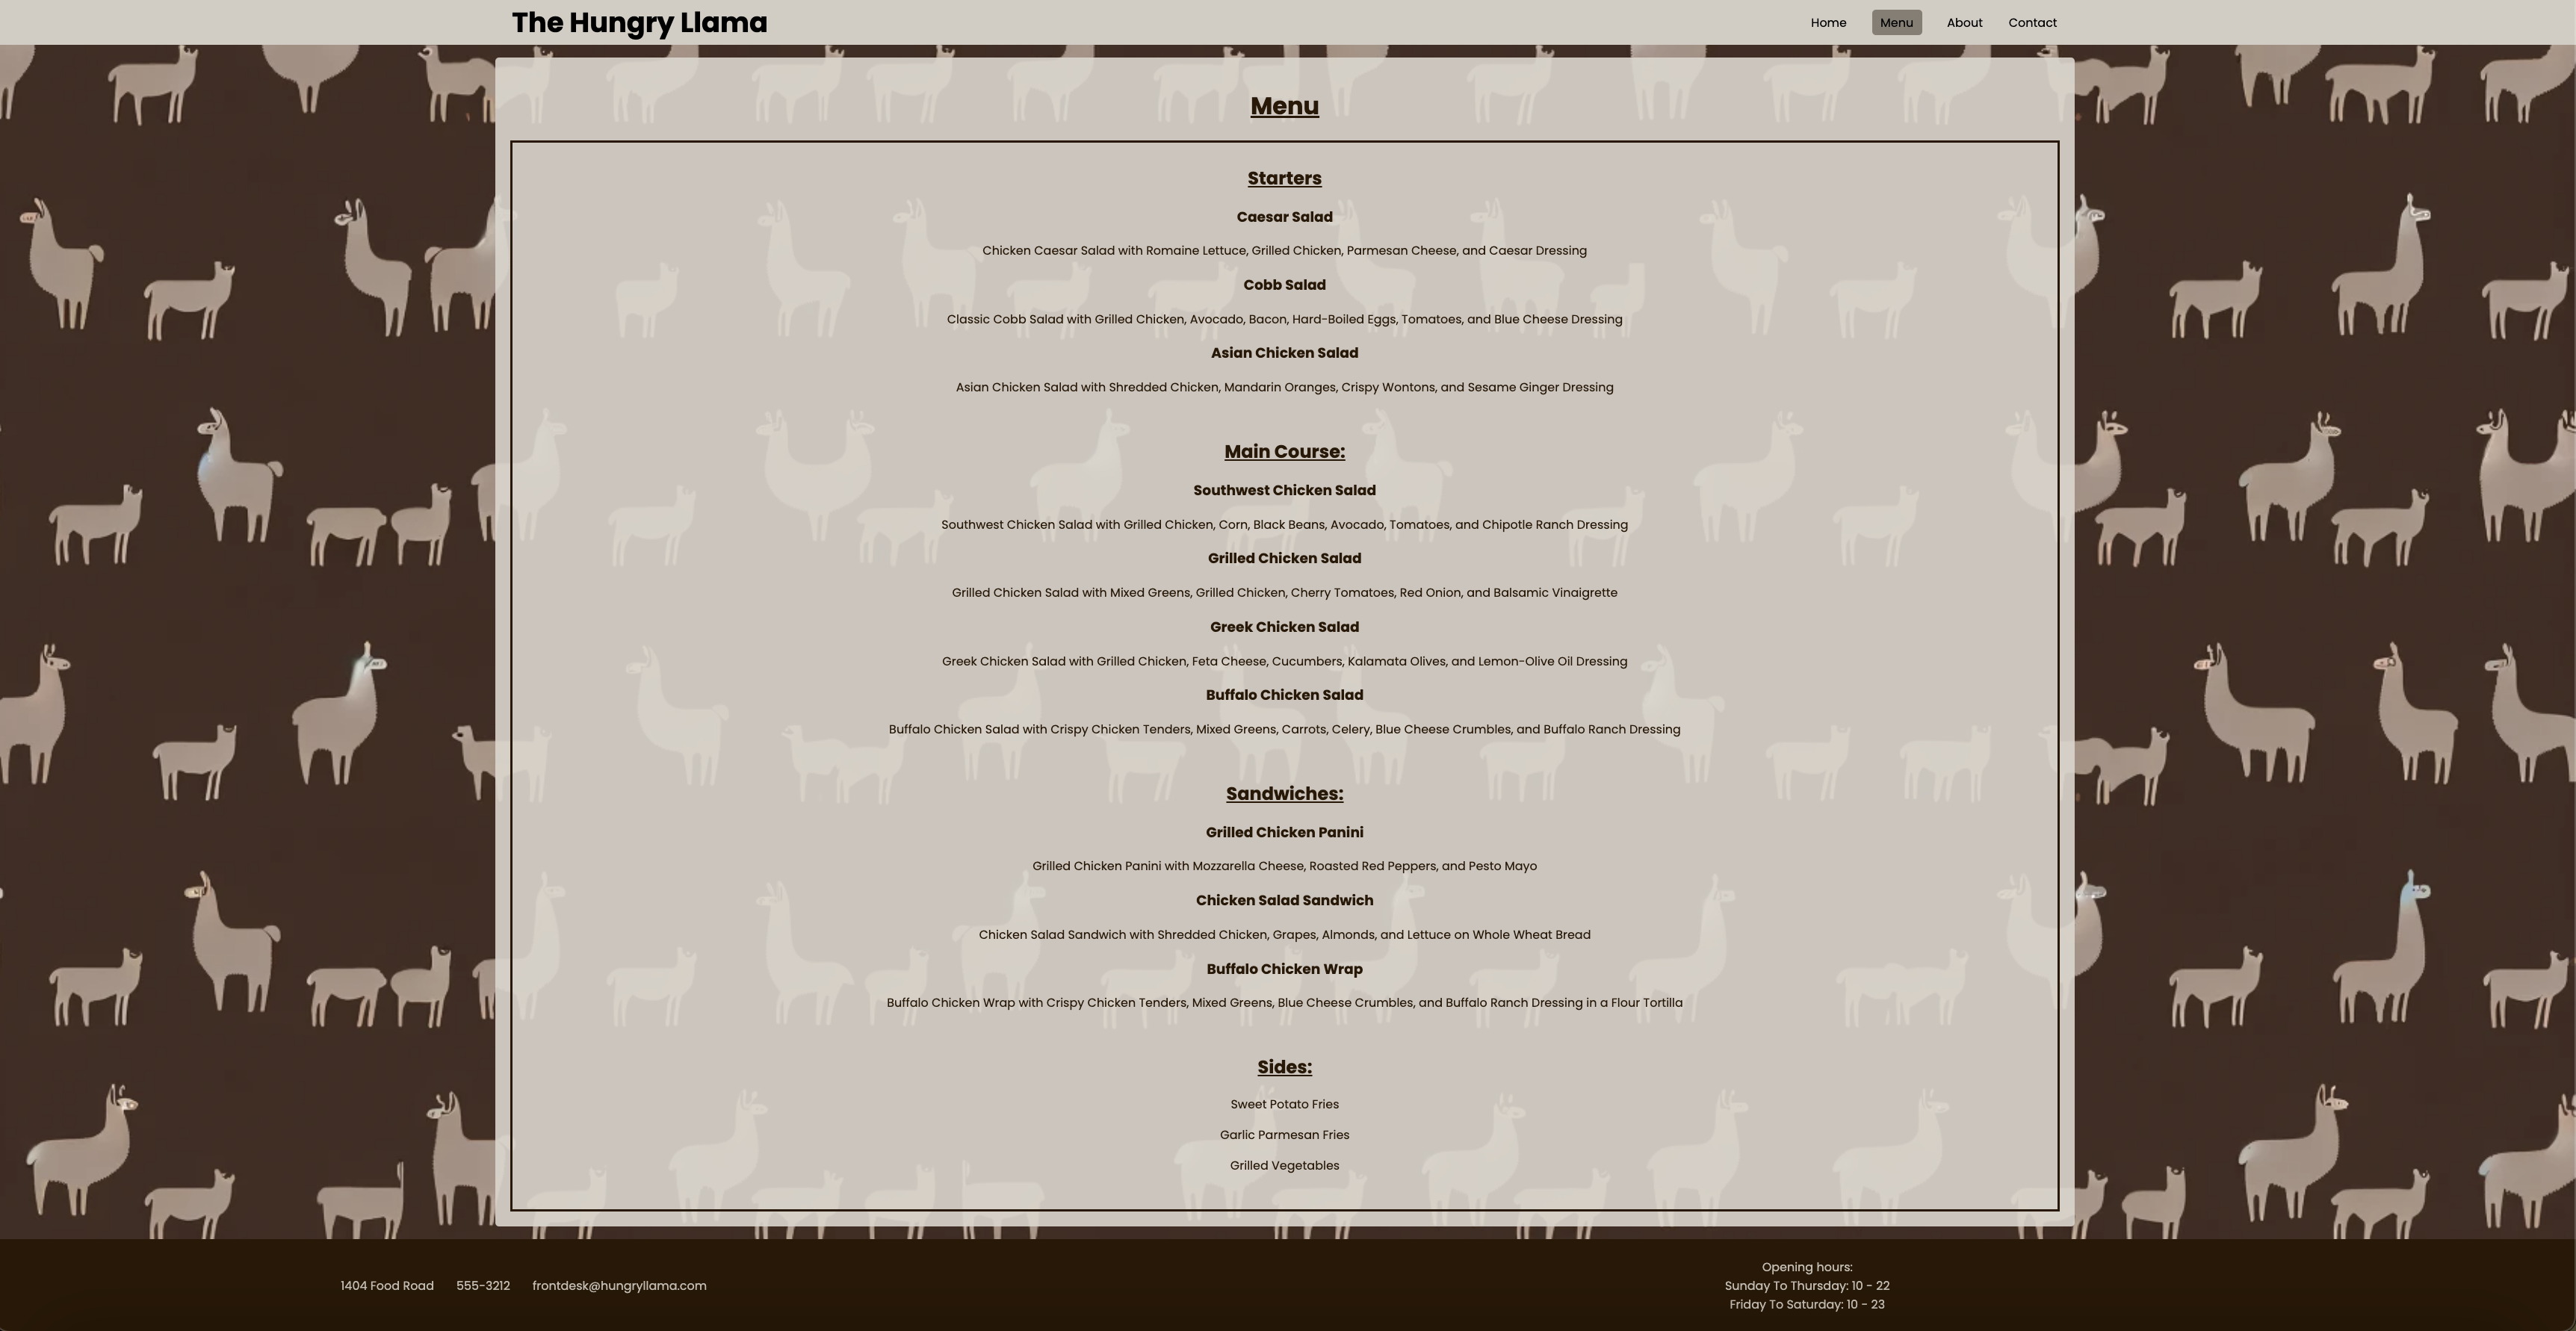 The Hungry Llama
Home
Menu
About
Contact
Menu
Starters
Caesar Salad
Chicken Caesar Salad with Romaine Lettuce, Grilled Chicken, Parmesan Cheese, and Caesar Dressing
Cobb Salad
Classic Cobb Salad with Grilled Chicken, Avocado, Bacon, Hard-Boiled Eggs, Tomatoes, and Blue Cheese Dressing
Asian Chicken Salad
Asian Chicken Salad with Shredded Chicken, Mandarin Oranges, Crispy Wontons, and Sesame Ginger Dressing
Main Course:
Southwest Chicken Salad
Southwest Chicken Salad with Grilled Chicken, Corn, Black Beans, Avocado, Tomatoes, and Chipotle Ranch Dressing
Grilled Chicken Salad
Grilled Chicken Salad with Mixed Greens, Grilled Chicken, Cherry Tomatoes, Red Onion, and Balsamic Vinaigrette
Greek Chicken Salad
Greek Chicken Salad with Grilled Chicken, Feta Cheese, Cucumbers, Kalamata Olives, and Lemon-Olive Oil Dressing
Buffalo Chicken Salad
Buffalo Chicken Salad with Crispy Chicken Tenders, Mixed Greens, Carrots, Celery, Blue Cheese Crumbles, and Buffalo Ranch Dressing
Sandwiches:
Grilled Chicken Panini
Grilled Chicken Panini with Mozzarella Cheese, Roasted Red Peppers, and Pesto Mayo
Chicken Salad Sandwich
Chicken Salad Sandwich with Shredded Chicken, Grapes, Almonds, and Lettuce on Whole Wheat Bread
Buffalo Chicken Wrap
Buffalo Chicken Wrap with Crispy Chicken Tenders, Mixed Greens, Blue Cheese Crumbles, and Buffalo Ranch Dressing in a Flour Tortilla
Sides:
Sweet Potato Fries
Garlic Parmesan Fries
Grilled Vegetables
1404 Food Road
555-3212
frontdesk@hungryllama.com
Opening hours:
Sunday To Thursday: 10 - 22
Friday To Saturday: 10 - 23